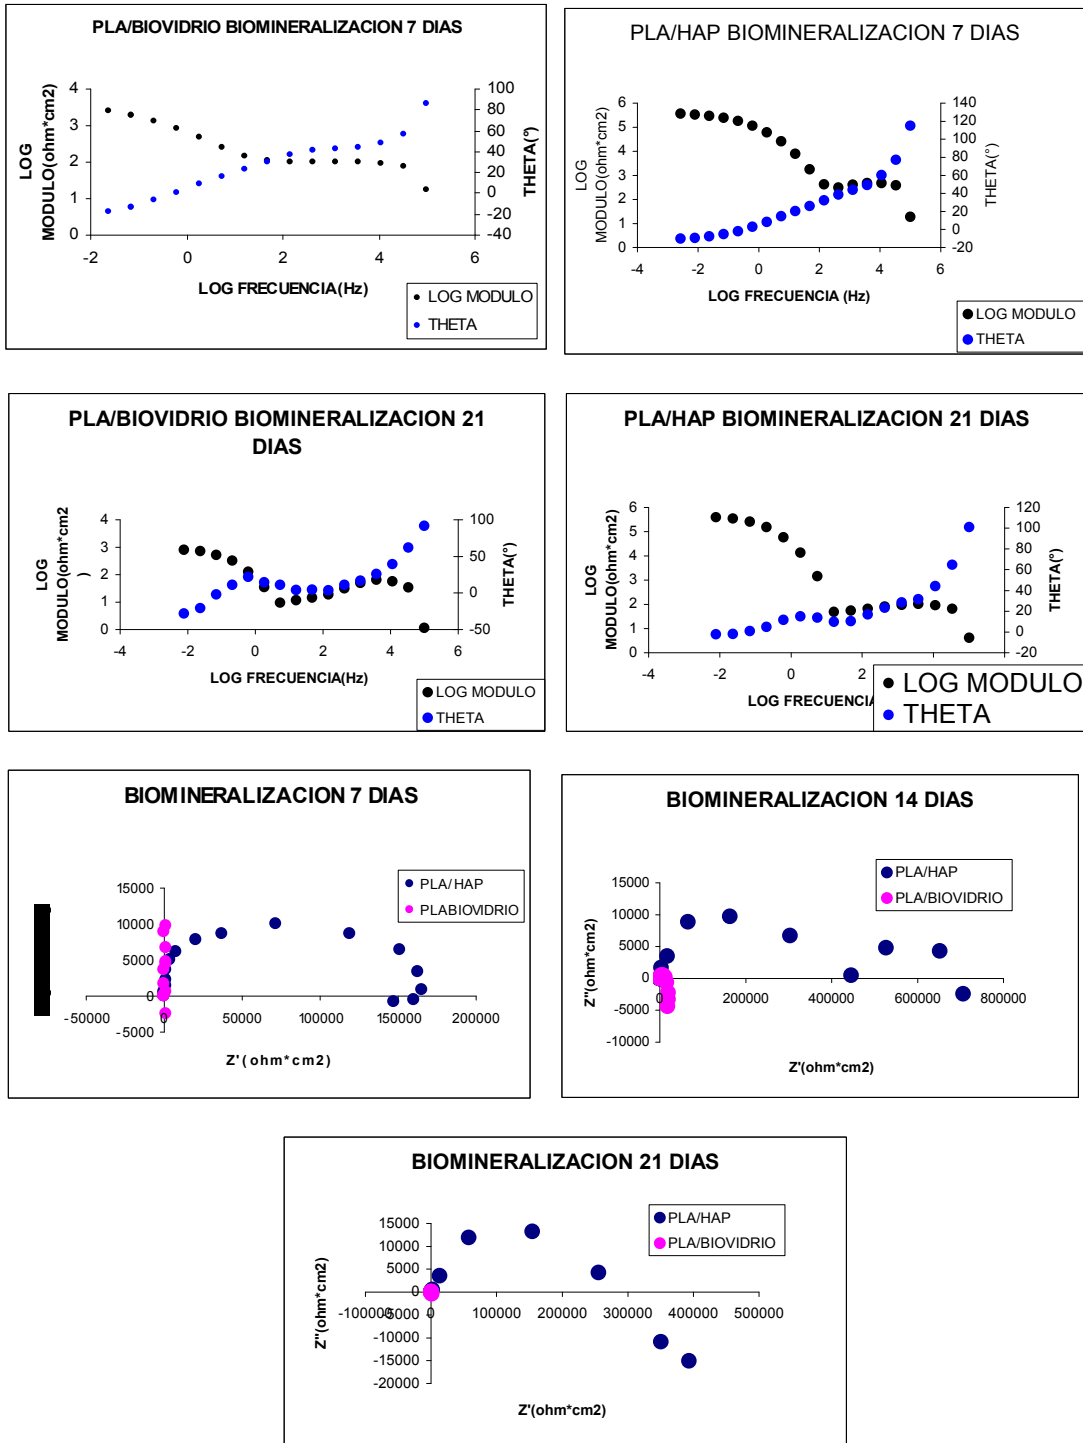 PLA/BIOVIDRIO BIOMINERALIZACION 7 DIAS
LOG
MODULO(ohm*cm2)
4
3
2
1
0
100
80
60
40
20
0
-20
-40
THETA(°)
-2
0
2
4
6
LOG FRECUENCIA(Hz)
LOG MODULO
THETA
PLA/HAP BIOMINERALIZACION 7 DIAS
LOG
MODULO(ohm*cm2)
6
5
4
3
2
1
0
140
120
100
80
60
40
20
0
-20
THETA(°)
-4
-2
0
2
4
6
LOG FRECUENCIA (Hz)
LOG MODULO
THETA
PLA/BIOVIDRIO BIOMINERALIZACION 21
DIAS
LOG
MODULO(ohm*cm2
)
4
3
2
1
0
100
50
0
-50
THETA(°)
-4
-2
0
2
4
6
LOG FRECUENCIA(Hz)
LOG MODULO
THETA
PLA/HAP BIOMINERALIZACION 21 DIAS
LOG
MODULO(ohm*cm2)
6
5
4
3
2
1
0
120
100
80
60
40
20
0
-20
THETA(°)
-4
-2
0
2
LOG FRECUENCIA
LOG MODULO
THETA
BIOMINERALIZACION 7 DIAS
PLA/HAP
PLABIOVIDRIO
15000
10000
5000
0
-5000
-50000
0
50000
100000
150000
200000
Z'(ohm*cm2)
BIOMINERALIZACION 14 DIAS
PLA/HAP
PLA/BIOVIDRIO
Z''(ohm*cm2)
15000
10000
5000
0
-5000
-10000
0
200000
400000
600000
800000
Z'(ohm*cm2)
BIOMINERALIZACION 21 DIAS
PLA/HAP
PLA/BIOVIDRIO
Z''(ohm*cm2)
15000
10000
5000
0
-5000
-10000
-15000
-20000
-100000
0
100000
200000
300000
400000
500000
Z'(ohm*cm2)